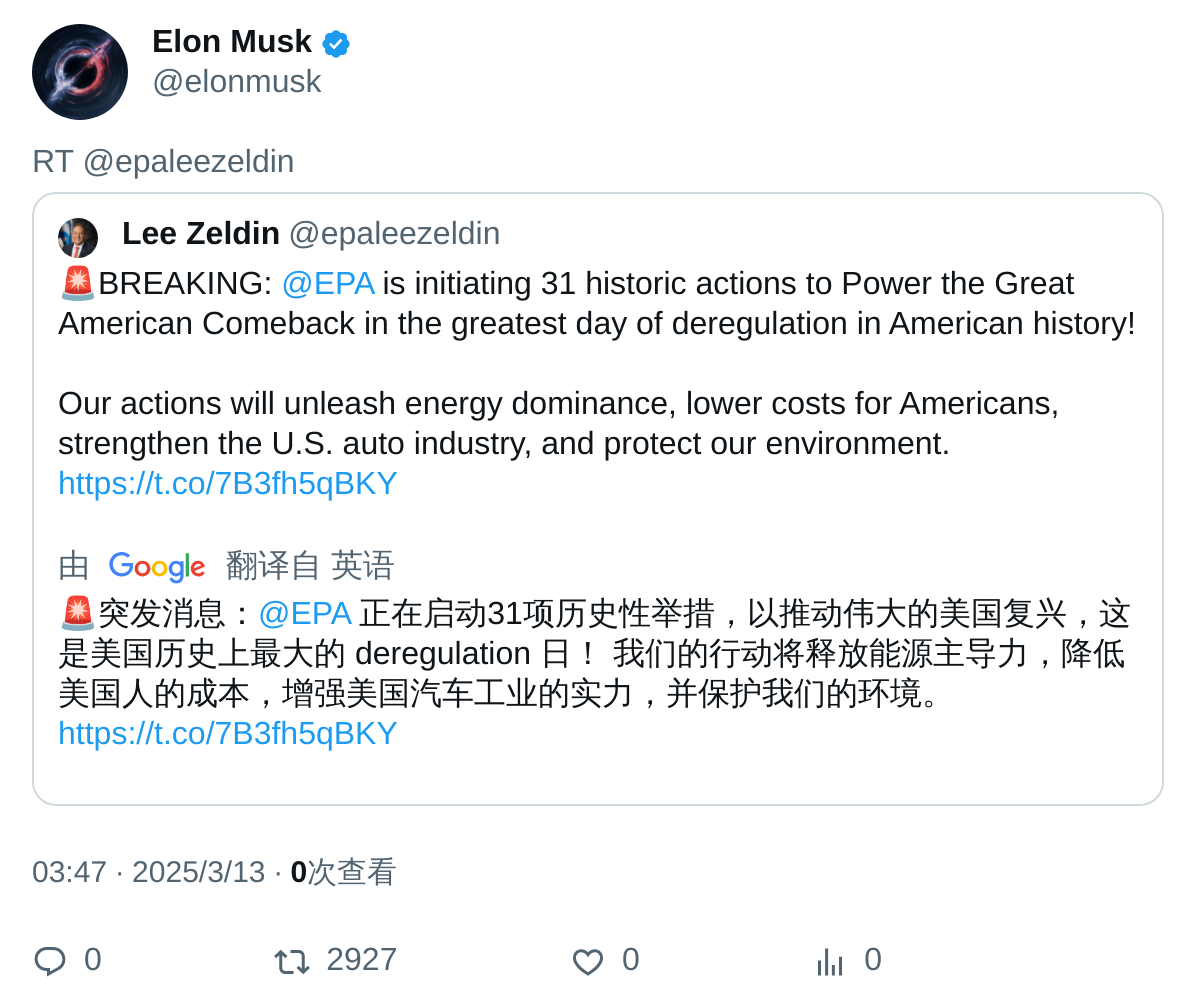 Elon Musk
@elonmusk
RT @epaleezeldin
Lee Zeldin @epaleezeldin
🚨BREAKING: @EPA is initiating 31 historic actions to Power the Great
American Comeback in the greatest day of deregulation in American history!
Our actions will unleash energy dominance, lower costs for Americans,
strengthen the U.S. auto industry, and protect our environment.
https://t.co/7B3fh5qBKY
由 Google 翻译自 英语
🚨突发消息：@EPA 正在启动31项历史性举措，以推动伟大的美国复兴，这
是美国历史上最大的 deregulation 日！ 我们的行动将释放能源主导力，降低
美国人的成本，增强美国汽车工业的实力，并保护我们的环境。
https://t.co/7B3fh5qBKY
03:47 · 2025/3/13 · 0次查看
0 2927 0 0